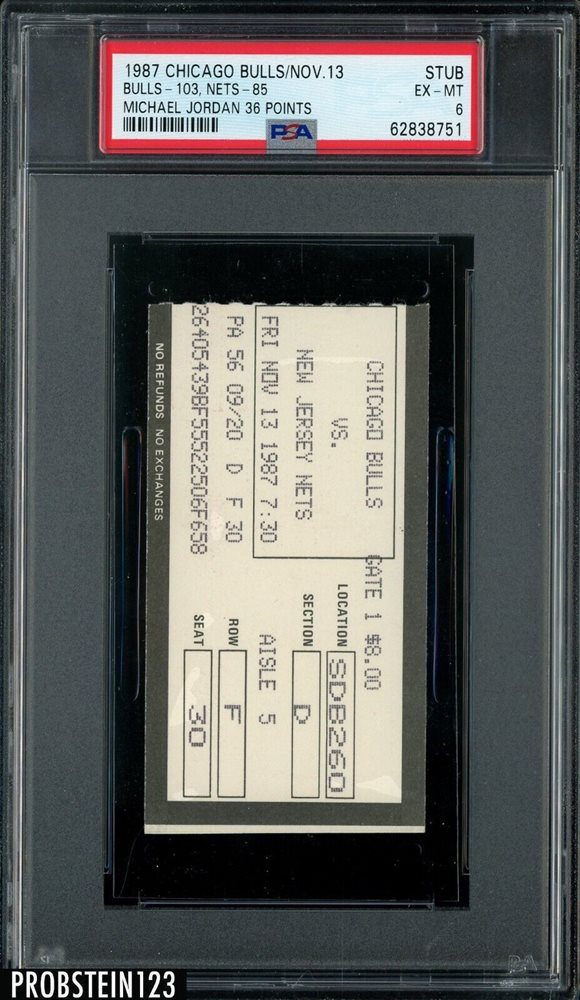 1987 CHICAGO BULLS/NOV.13
BULLS - 103, NETS - 85
MICHAEL JORDAN 36 POINTS
STUB
EX - MT
6
62838751
PSA
CHICAGO BULLS
VS.
NEW JERSEY NETS
FRI NOV 13 1987 7:30
PA 56 09/20 D F 30
26405439BF55522506F658
NO REFUNDS NO EXCHANGES
GATE 1 $8.00
LOCATION SDB260
SECTION D
AISLE 5
ROW F
SEAT 30
PSA
PROBSTEIN123